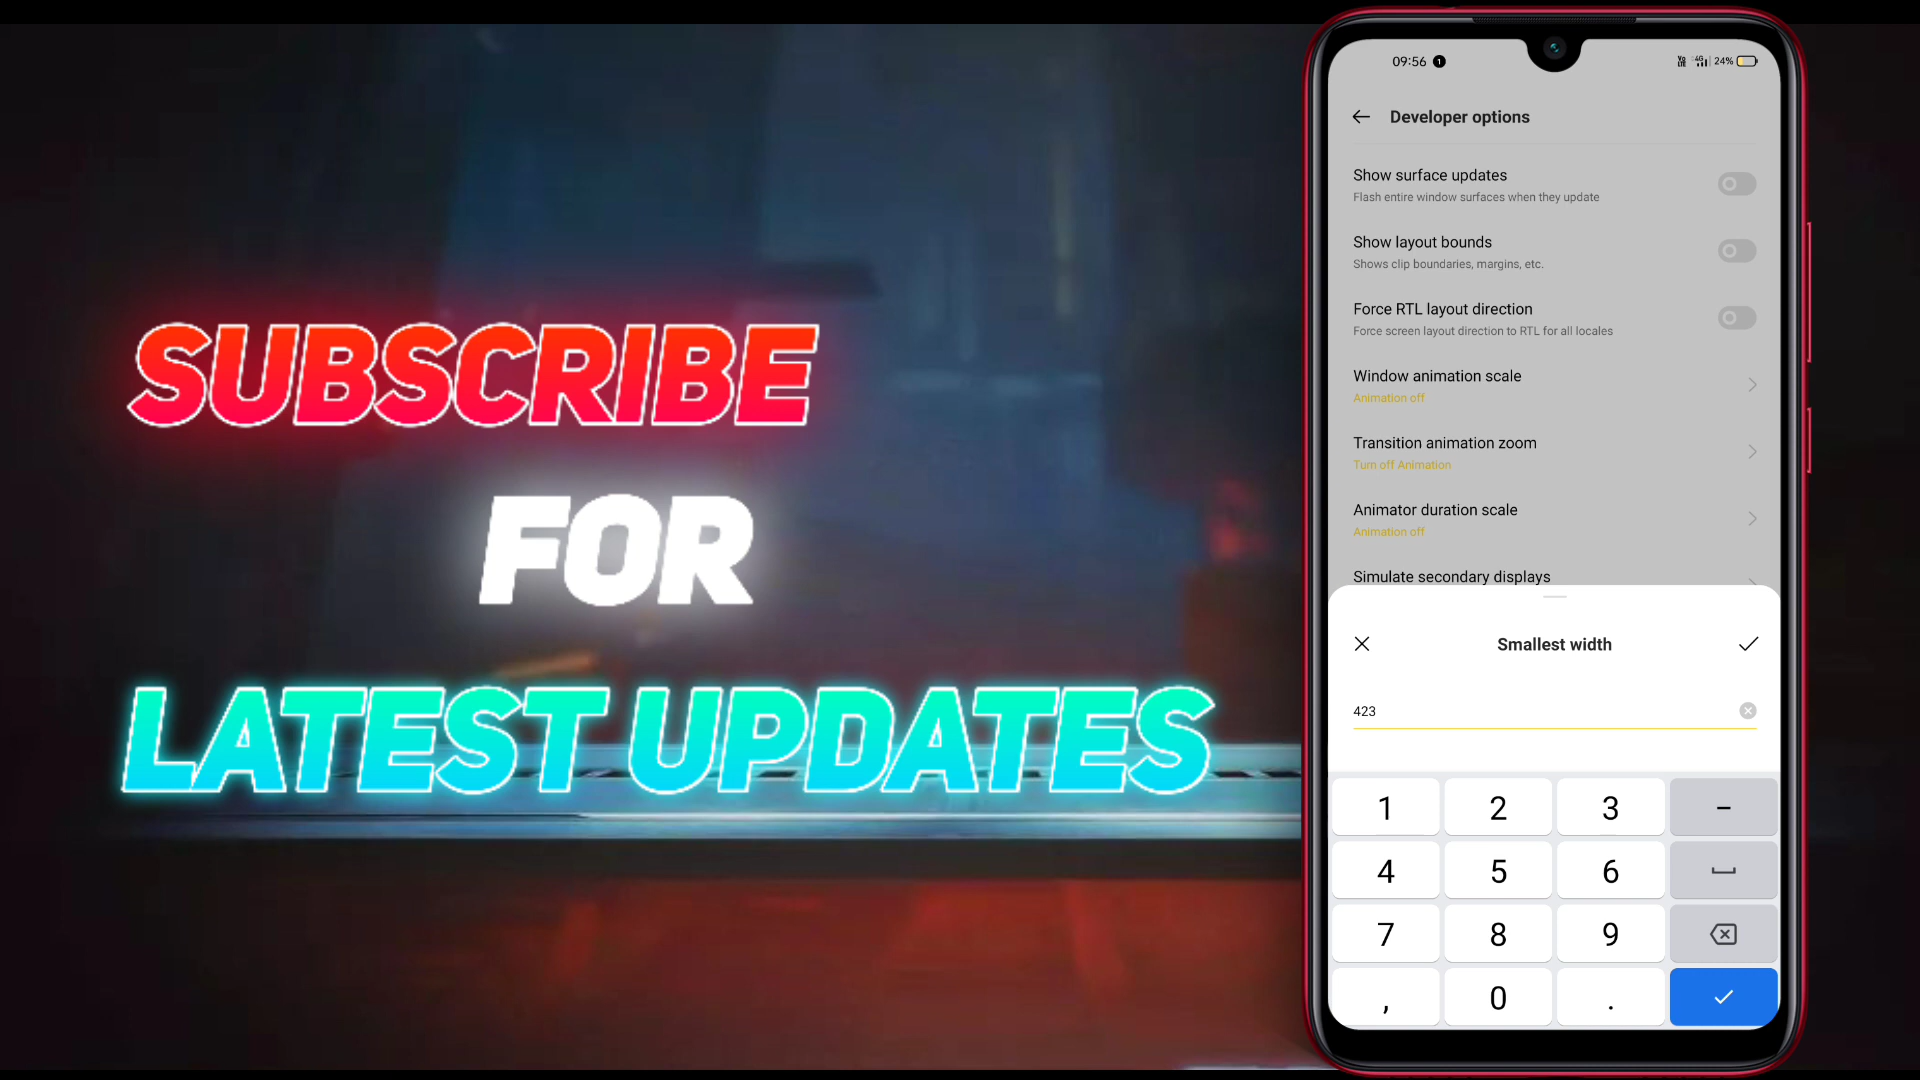 SUBSCRIBE
FOR
LATEST UPDATES
09:56 1
24%
Developer options
Show surface updates
Flash entire window surfaces when they update
Show layout bounds
Shows clip boundaries, margins, etc.
Force RTL layout direction
Force screen layout direction to RTL for all locales
Window animation scale
Animation off
Transition animation zoom
Turn off Animation
Animator duration scale
Animation off
Simulate secondary displays
Smallest width
423
1 2 3 –
4 5 6
7 8 9
, 0 .